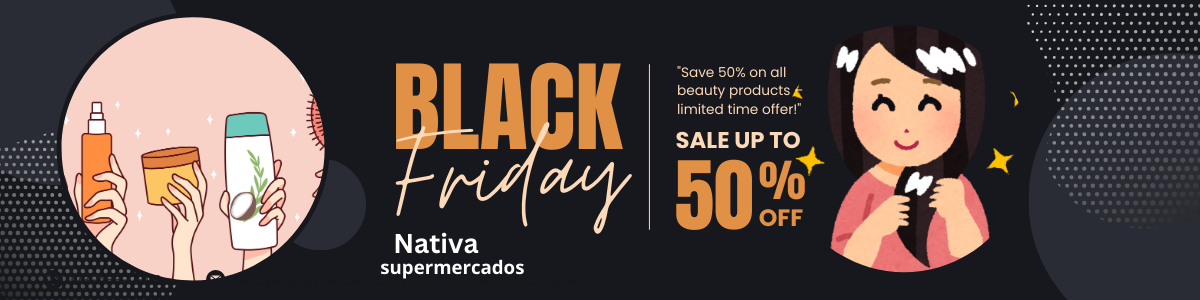 BLACK
Friday
Nativa
supermercados
"Save 50% on all
beauty products -
limited time offer!"
SALE UP TO
50%
OFF